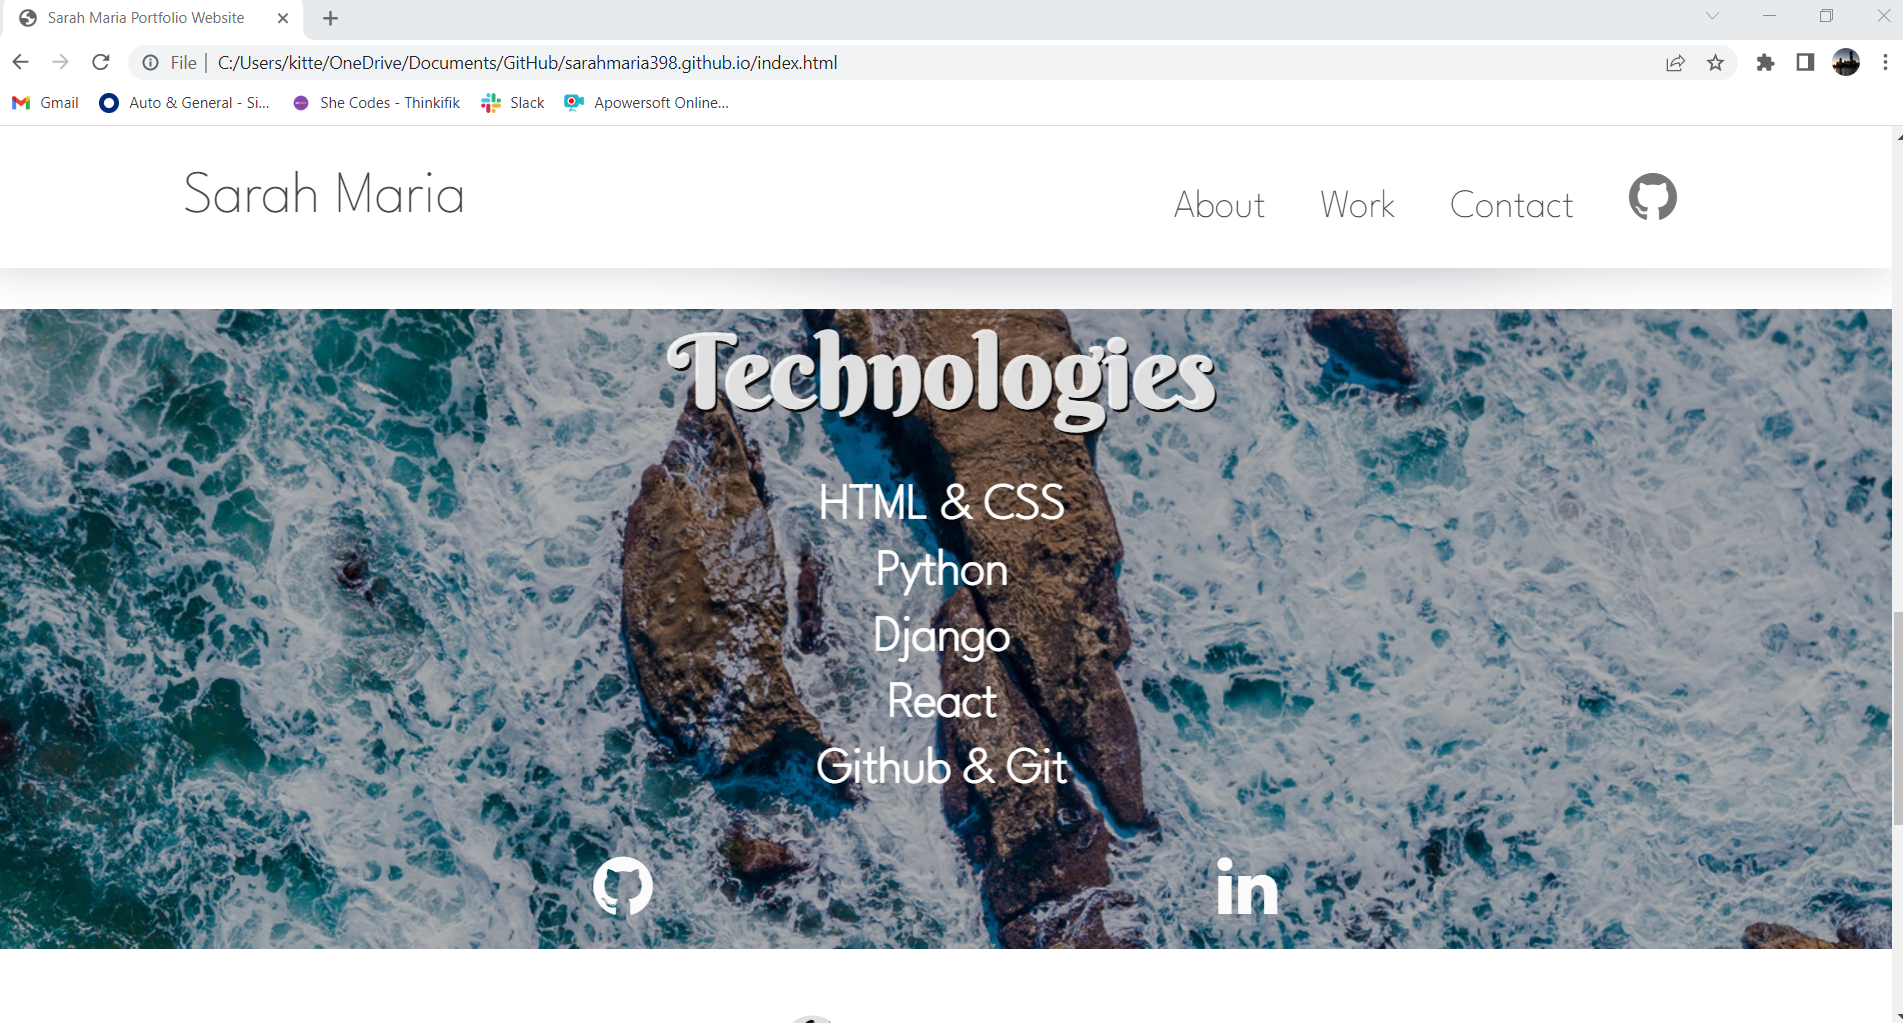 Sarah Maria Portfolio Website
File | C:/Users/kitte/OneDrive/Documents/GitHub/sarahmaria398.github.io/index.html
Gmail Auto & General - Si... She Codes - Thinkifik Slack Apowersoft Online...
Sarah Maria About Work Contact
Technologies
HTML & CSS
Python
Django
React
Github & Git
in